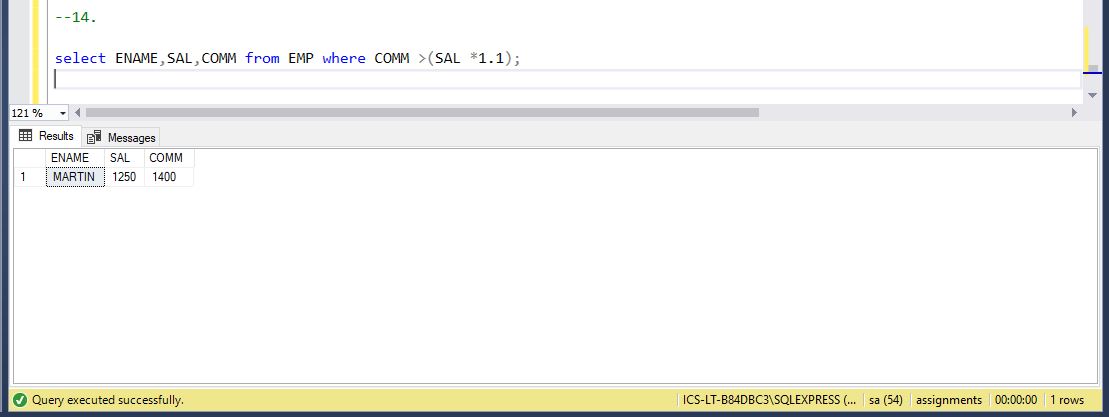 --14.
select ENAME,SAL,COMM from EMP where COMM >(SAL *1.1);
121 %
Results Messages
ENAME SAL COMM
1 MARTIN 1250 1400
Query executed successfully. ICS-LT-B84DBC3\SQLEXPRESS (... sa (54) assignments 00:00:00 1 rows